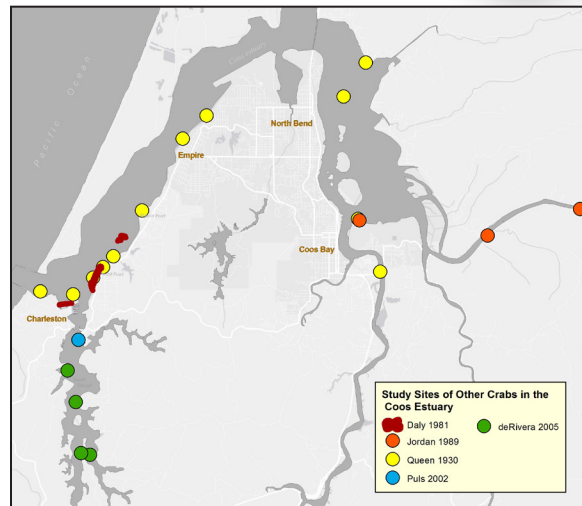 Pacific Ocean
North Bend
Empire
Coos Bay
Charleston
Study Sites of Other Crabs in the
Coos Estuary
Daly 1981
deRivera 2005
Jordan 1989
Queen 1930
Puls 2002